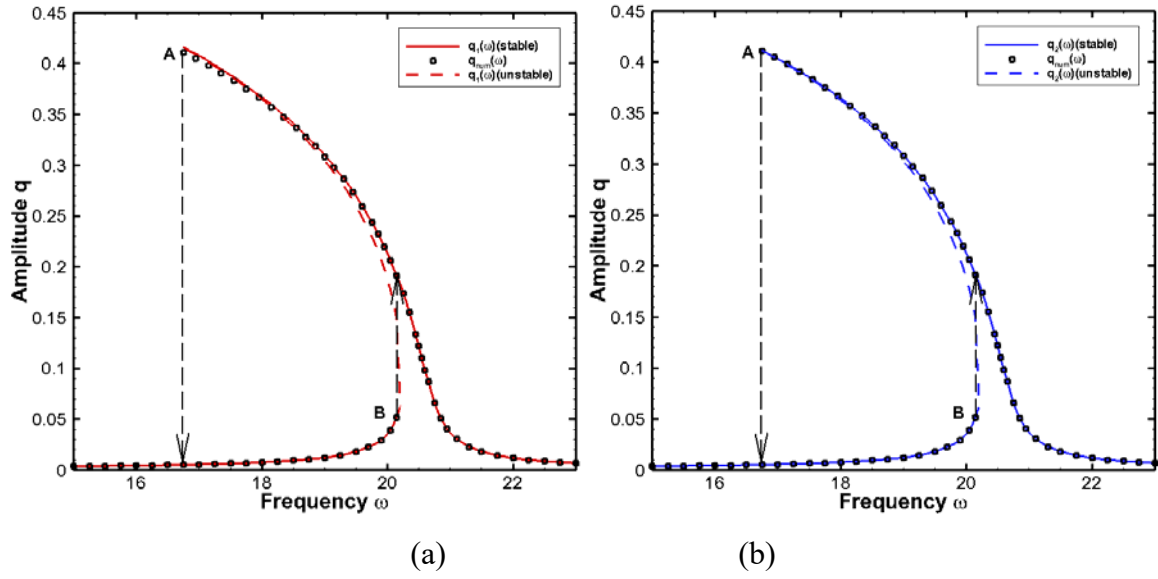 0.45
0.4
0.35
0.3
0.25
0.2
0.15
0.1
0.05
0
Amplitude q
A
B
q₁(ω)(stable)
qnum(ω)
q₁(ω)(unstable)
16
18
20
22
Frequency ω
(a)
0.45
0.4
0.35
0.3
0.25
0.2
0.15
0.1
0.05
0
Amplitude q
A
B
q₂(ω)(stable)
qnum(ω)
q₂(ω)(unstable)
16
18
20
22
Frequency ω
(b)